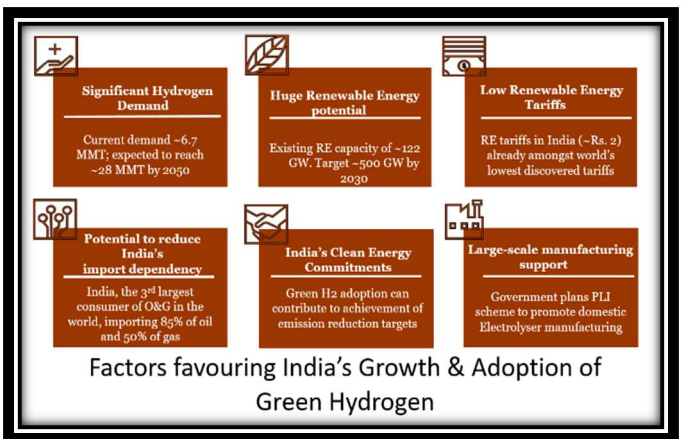 Significant Hydrogen
Demand
Current demand ~6.7
MMT; expected to reach
~28 MMT by 2050
Huge Renewable Energy
potential
Existing RE capacity of ~122
GW. Target ~500 GW by
2030
Low Renewable Energy
Tariffs
RE tariffs in India (~Rs. 2)
already amongst world's
lowest discovered tariffs
Potential to reduce
India's
import dependency
India, the 3rd largest
consumer of O&G in the
world, importing 85% of oil
and 50% of gas
India's Clean Energy
Commitments
Green H2 adoption can
contribute to achievement of
emission reduction targets
Large-scale manufacturing
support
Government plans PLI
scheme to promote domestic
Electrolyser manufacturing
Factors favouring India's Growth & Adoption of
Green Hydrogen